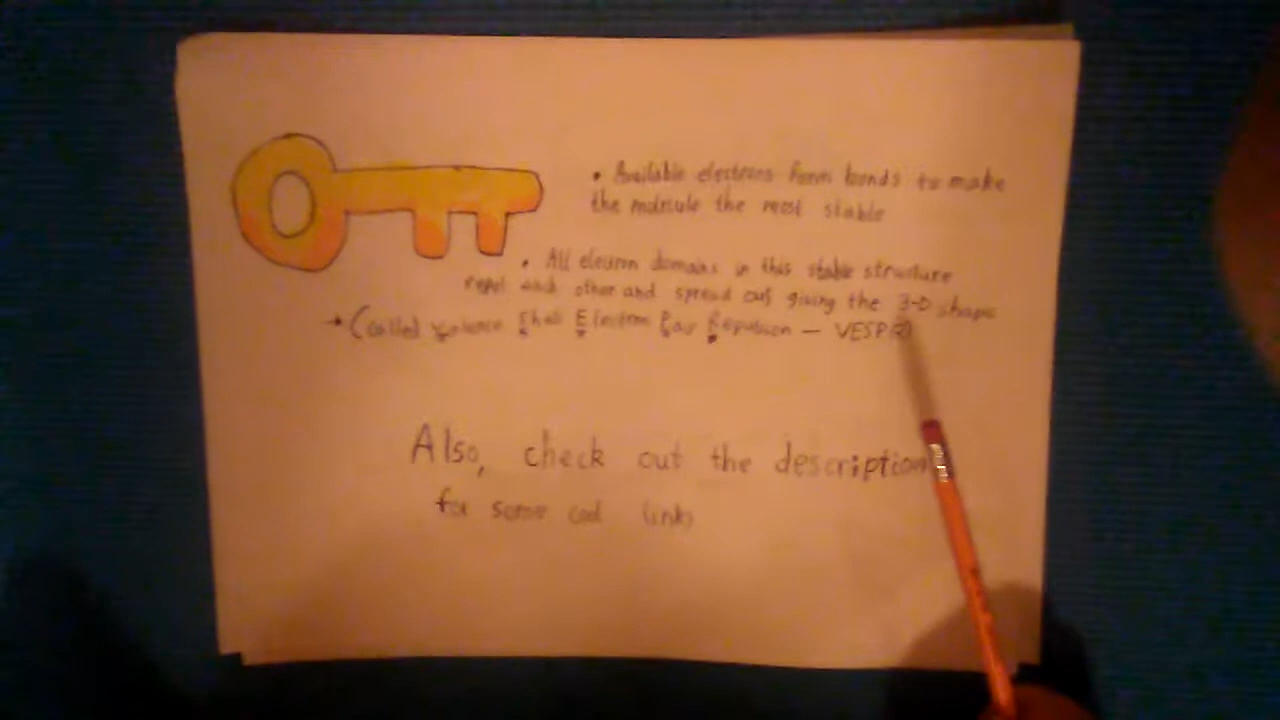 • Available electrons form bonds to make
the molecule the most stable
• All electron domains in this stable structure
repel each other and spread out giving the 3-D shape
→ (called Valence Shell Electron Pair Repulsion — VESPR)
Also, check out the description
for some cool links